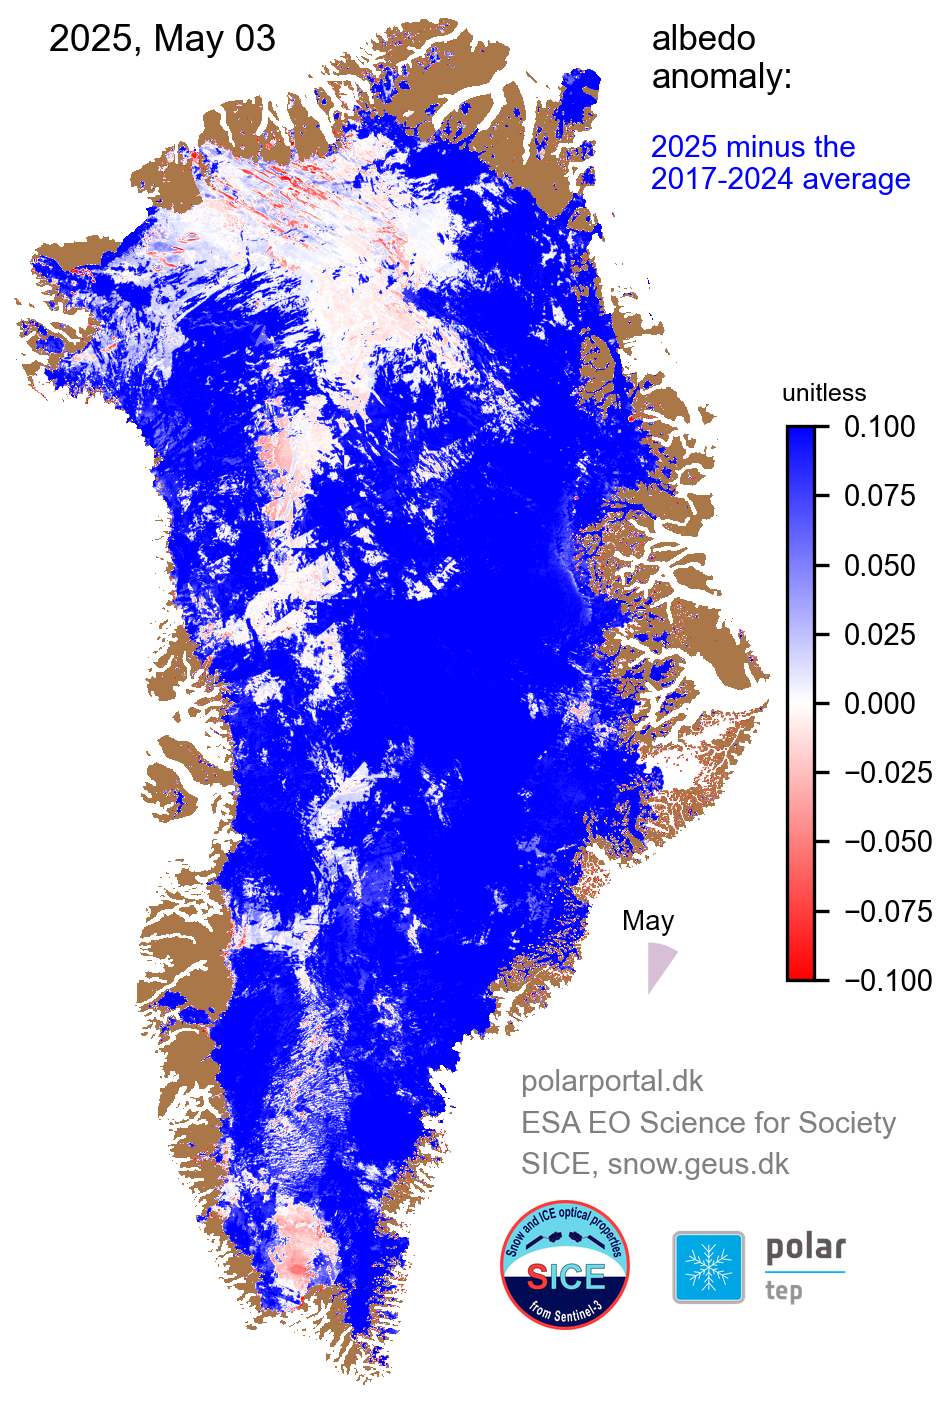 2025, May 03
albedo
anomaly:
2025 minus the
2017-2024 average
unitless
0.100
0.075
0.050
0.025
0.000
−0.025
−0.050
−0.075
−0.100
May
polarportal.dk
ESA EO Science for Society
SICE, snow.geus.dk
Snow and ICE optical properties
SICE
from Sentinel-3
polar
tep